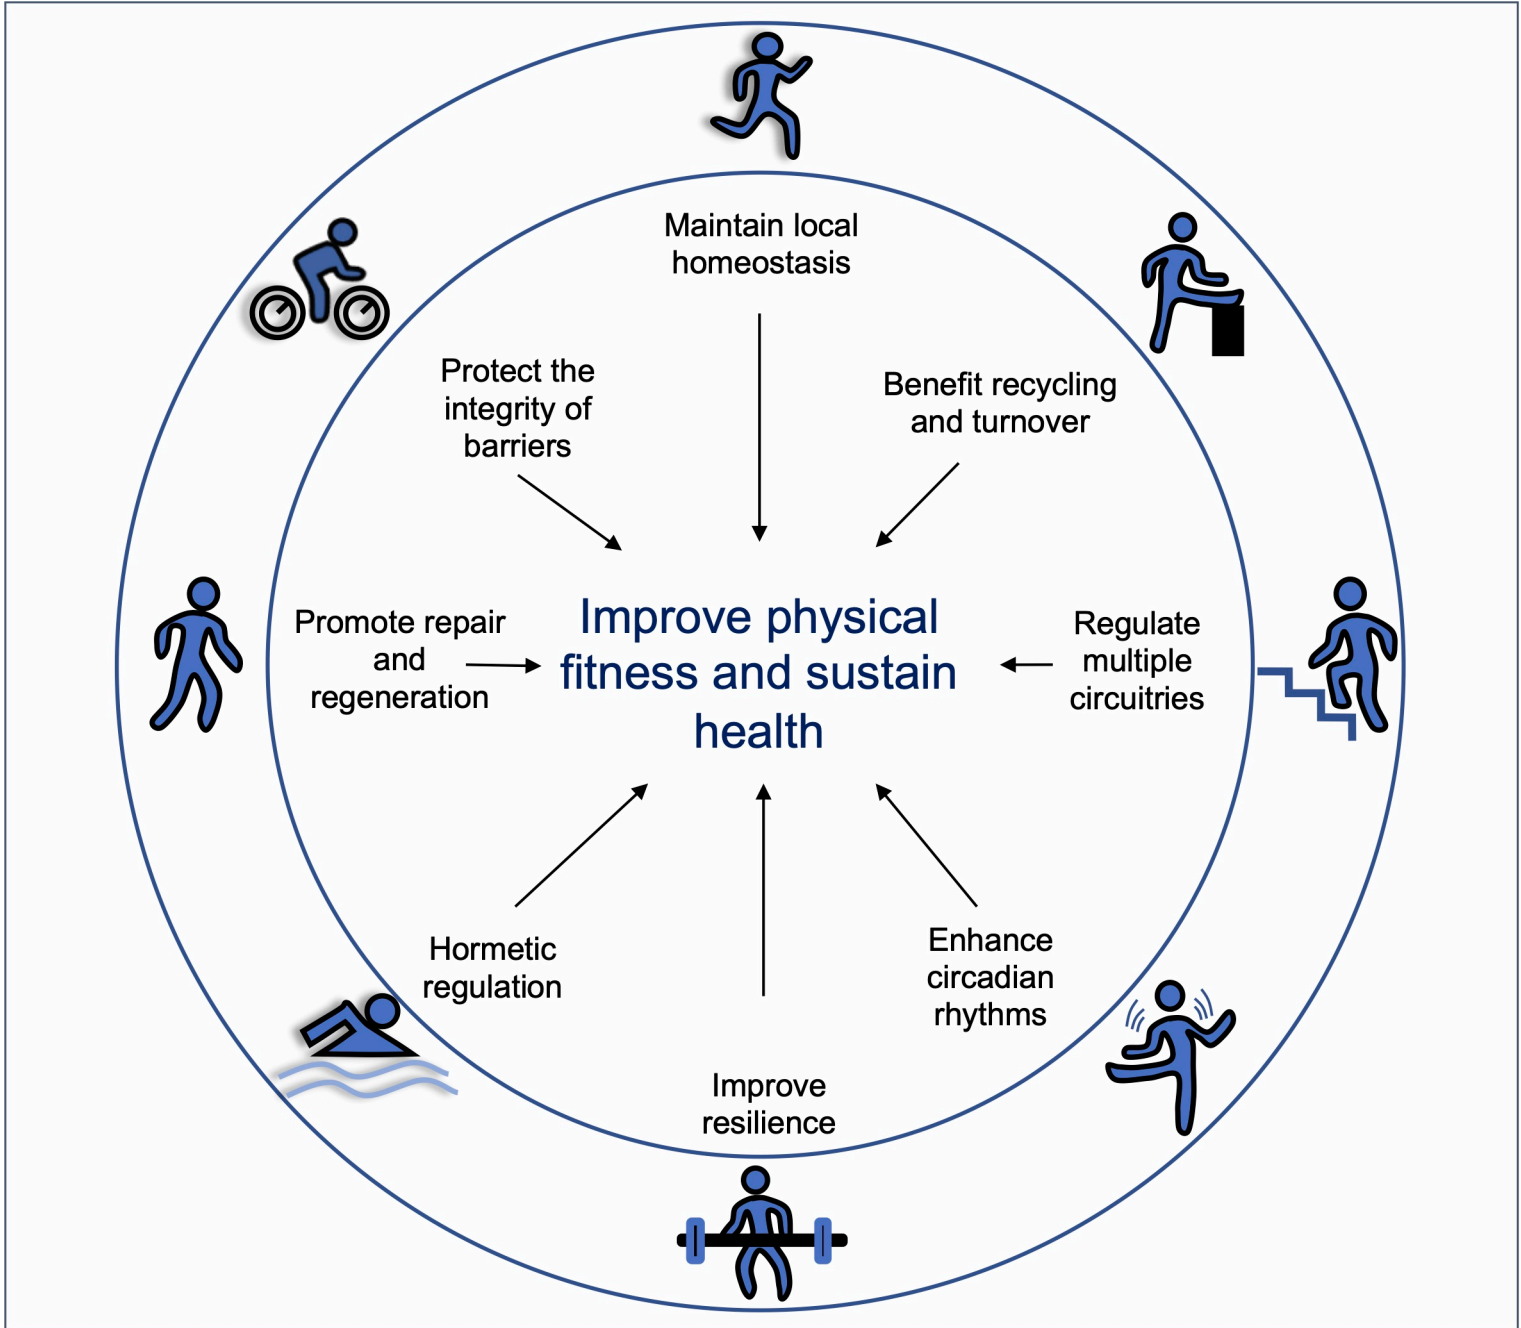 Maintain local
homeostasis
Protect the
integrity of
barriers
Benefit recycling
and turnover
Promote repair
and
regeneration
Improve physical
fitness and sustain
health
Regulate
multiple
circuitries
Hormetic
regulation
Enhance
circadian
rhythms
Improve
resilience